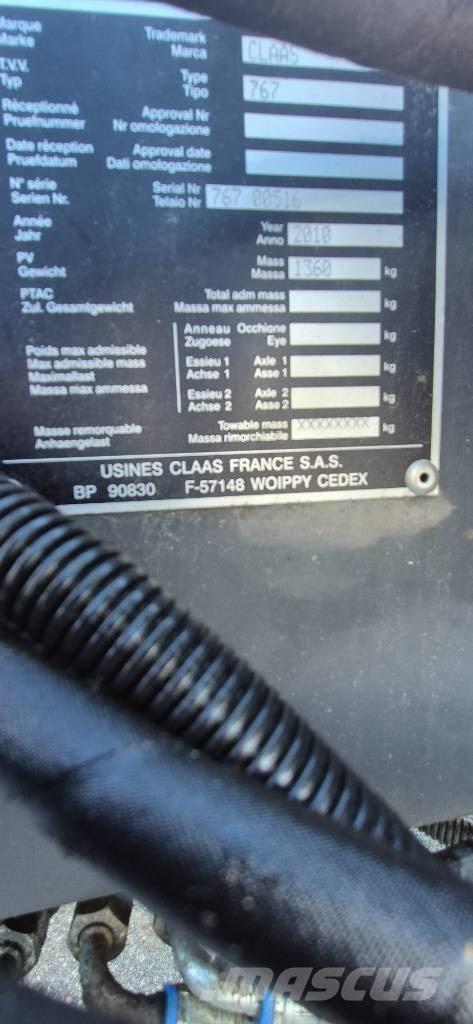 Marque Trademark CLAAS
Marke Marca
T.V.V. Type 767
Typ Tipo
Réceptionné Approval Nr
Pruefnummer Nr omologazione
Date réception Approval date
Pruefdatum Dati omologazione
N° série Serial Nr 767 00516
Serien Nr. Telaio Nr
Année Year 2010
Jahr Anno
PV Mass 1360 kg
Gewicht Massa
PTAC Total adm mass kg
Zul. Gesamtgewicht Massa max ammessa
Anneau Occhione kg
Zugoese Eye
Poids max admissible
Max admissible mass
Maximallast
Massa max ammessa
Essieu 1 Axle 1 kg
Achse 1 Asse 1
Essieu 2 Axle 2 kg
Achse 2 Asse 2
Masse remorquable Towable mass XXXXXXXX kg
Anhaengelast Massa rimorchiabile
USINES CLAAS FRANCE S.A.S.
BP 90830 F-57148 WOIPPY CEDEX
MASCUS